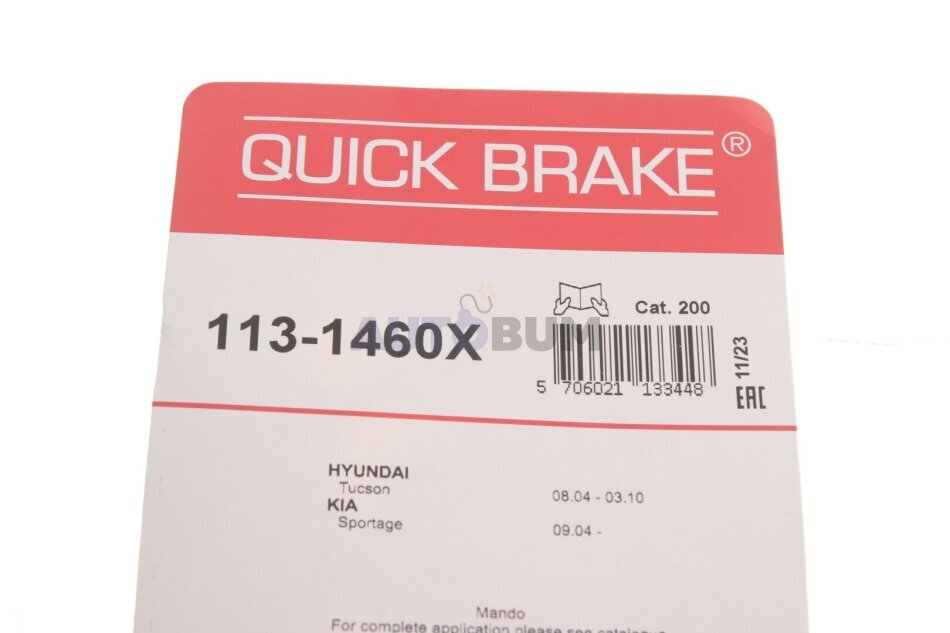 QUICK BRAKE®
113-1460X
Cat. 200
AUTOBUM
5 706021 133448
11/23
EAC
HYUNDAI
Tucson 08.04 - 03.10
KIA
Sportage 09.04 -
Mando
For complete application please see catalogue